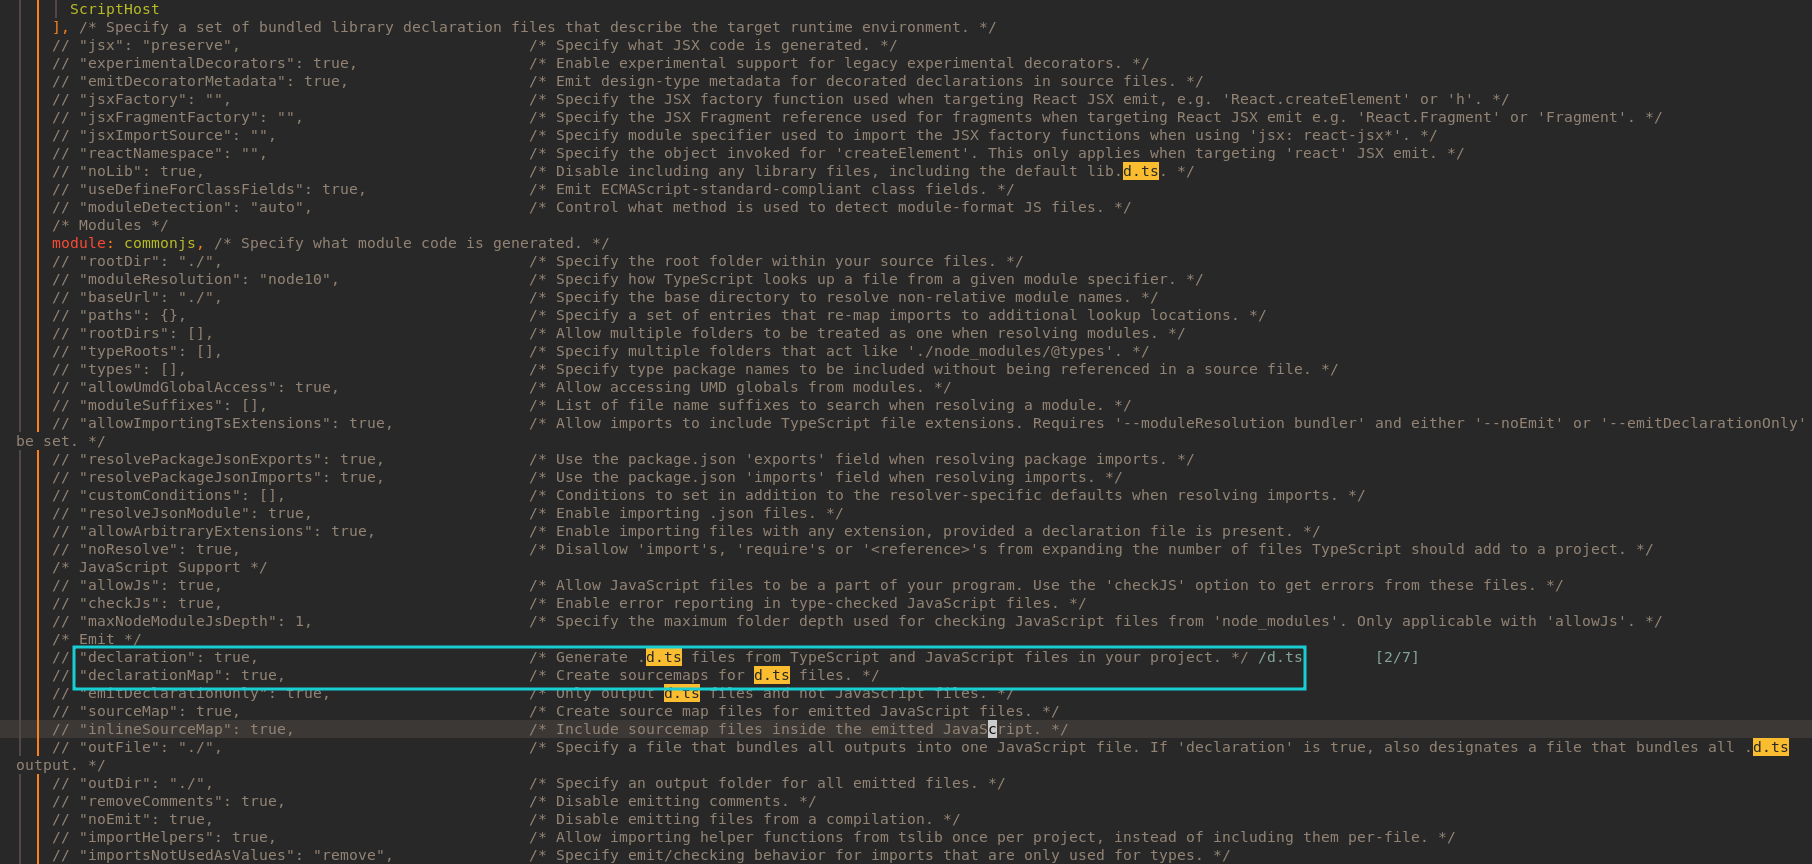 ScriptHost
], /* Specify a set of bundled library declaration files that describe the target runtime environment. */
// "jsx": "preserve", /* Specify what JSX code is generated. */
// "experimentalDecorators": true, /* Enable experimental support for legacy experimental decorators. */
// "emitDecoratorMetadata": true, /* Emit design-type metadata for decorated declarations in source files. */
// "jsxFactory": "", /* Specify the JSX factory function used when targeting React JSX emit, e.g. 'React.createElement' or 'h'. */
// "jsxFragmentFactory": "", /* Specify the JSX Fragment reference used for fragments when targeting React JSX emit e.g. 'React.Fragment' or 'Fragment'. */
// "jsxImportSource": "", /* Specify module specifier used to import the JSX factory functions when using 'jsx: react-jsx*'. */
// "reactNamespace": "", /* Specify the object invoked for 'createElement'. This only applies when targeting 'react' JSX emit. */
// "noLib": true, /* Disable including any library files, including the default lib.d.ts. */
// "useDefineForClassFields": true, /* Emit ECMAScript-standard-compliant class fields. */
// "moduleDetection": "auto", /* Control what method is used to detect module-format JS files. */
/* Modules */
module: commonjs, /* Specify what module code is generated. */
// "rootDir": "./", /* Specify the root folder within your source files. */
// "moduleResolution": "node10", /* Specify how TypeScript looks up a file from a given module specifier. */
// "baseUrl": "./", /* Specify the base directory to resolve non-relative module names. */
// "paths": {}, /* Specify a set of entries that re-map imports to additional lookup locations. */
// "rootDirs": [], /* Allow multiple folders to be treated as one when resolving modules. */
// "typeRoots": [], /* Specify multiple folders that act like './node_modules/@types'. */
// "types": [], /* Specify type package names to be included without being referenced in a source file. */
// "allowUmdGlobalAccess": true, /* Allow accessing UMD globals from modules. */
// "moduleSuffixes": [], /* List of file name suffixes to search when resolving a module. */
// "allowImportingTsExtensions": true, /* Allow imports to include TypeScript file extensions. Requires '--moduleResolution bundler' and either '--noEmit' or '--emitDeclarationOnly'
be set. */
// "resolvePackageJsonExports": true, /* Use the package.json 'exports' field when resolving package imports. */
// "resolvePackageJsonImports": true, /* Use the package.json 'imports' field when resolving imports. */
// "customConditions": [], /* Conditions to set in addition to the resolver-specific defaults when resolving imports. */
// "resolveJsonModule": true, /* Enable importing .json files. */
// "allowArbitraryExtensions": true, /* Enable importing files with any extension, provided a declaration file is present. */
// "noResolve": true, /* Disallow 'import's, 'require's or '<reference>'s from expanding the number of files TypeScript should add to a project. */
/* JavaScript Support */
// "allowJs": true, /* Allow JavaScript files to be a part of your program. Use the 'checkJS' option to get errors from these files. */
// "checkJs": true, /* Enable error reporting in type-checked JavaScript files. */
// "maxNodeModuleJsDepth": 1, /* Specify the maximum folder depth used for checking JavaScript files from 'node_modules'. Only applicable with 'allowJs'. */
/* Emit */
// "declaration": true, /* Generate .d.ts files from TypeScript and JavaScript files in your project. */ /d.ts [2/7]
// "declarationMap": true, /* Create sourcemaps for d.ts files. */
// "emitDeclarationOnly": true, /* Only output d.ts files and not JavaScript files. */
// "sourceMap": true, /* Create source map files for emitted JavaScript files. */
// "inlineSourceMap": true, /* Include sourcemap files inside the emitted JavaScript. */
// "outFile": "./", /* Specify a file that bundles all outputs into one JavaScript file. If 'declaration' is true, also designates a file that bundles all .d.ts
output. */
// "outDir": "./", /* Specify an output folder for all emitted files. */
// "removeComments": true, /* Disable emitting comments. */
// "noEmit": true, /* Disable emitting files from a compilation. */
// "importHelpers": true, /* Allow importing helper functions from tslib once per project, instead of including them per-file. */
// "importsNotUsedAsValues": "remove", /* Specify emit/checking behavior for imports that are only used for types. */